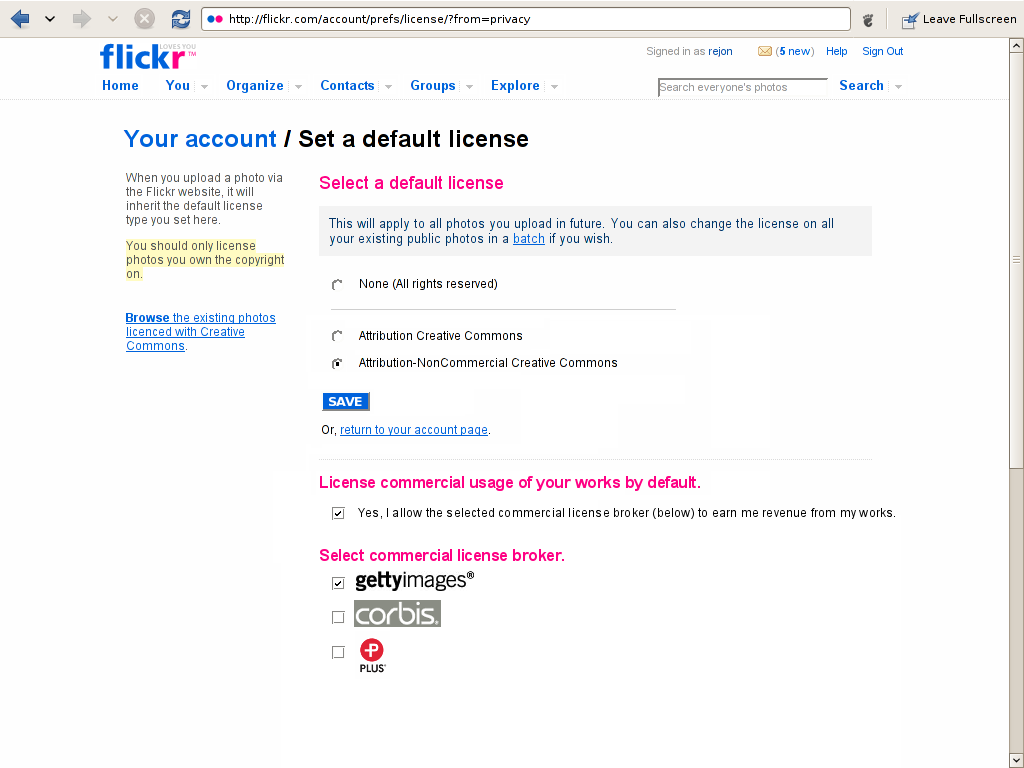 http://flickr.com/account/prefs/license/?from=privacy
Leave Fullscreen
flickr LOVES YOU ™
Signed in as rejon (5 new) Help Sign Out
Home You Organize Contacts Groups Explore Search everyone's photos Search
Your account / Set a default license
When you upload a photo via
the Flickr website, it will
inherit the default license
type you set here.
You should only license
photos you own the copyright
on.
Browse the existing photos
licenced with Creative
Commons.
Select a default license
This will apply to all photos you upload in future. You can also change the license on all
your existing public photos in a batch if you wish.
None (All rights reserved)
Attribution Creative Commons
Attribution-NonCommercial Creative Commons
SAVE
Or, return to your account page.
License commercial usage of your works by default.
Yes, I allow the selected commercial license broker (below) to earn me revenue from my works.
Select commercial license broker.
gettyimages®
corbis.
P
PLUS